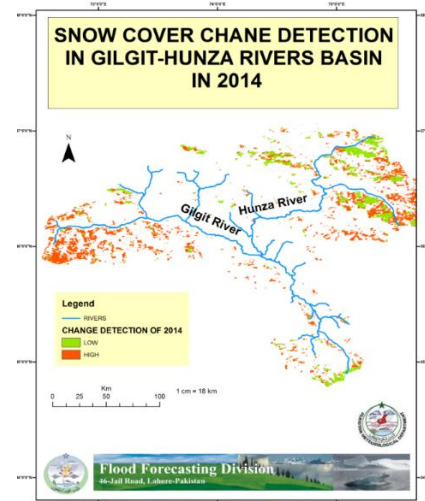 SNOW COVER CHANE DETECTION
IN GILGIT-HUNZA RIVERS BASIN
IN 2014
N
Hunza River
Gilgit River
Legend
RIVERS
CHANGE DETECTION OF 2014
LOW
HIGH
Km
1 cm = 18 km
0 25 50 100
Flood Forecasting Division
46-Jail Road, Lahore-Pakistan